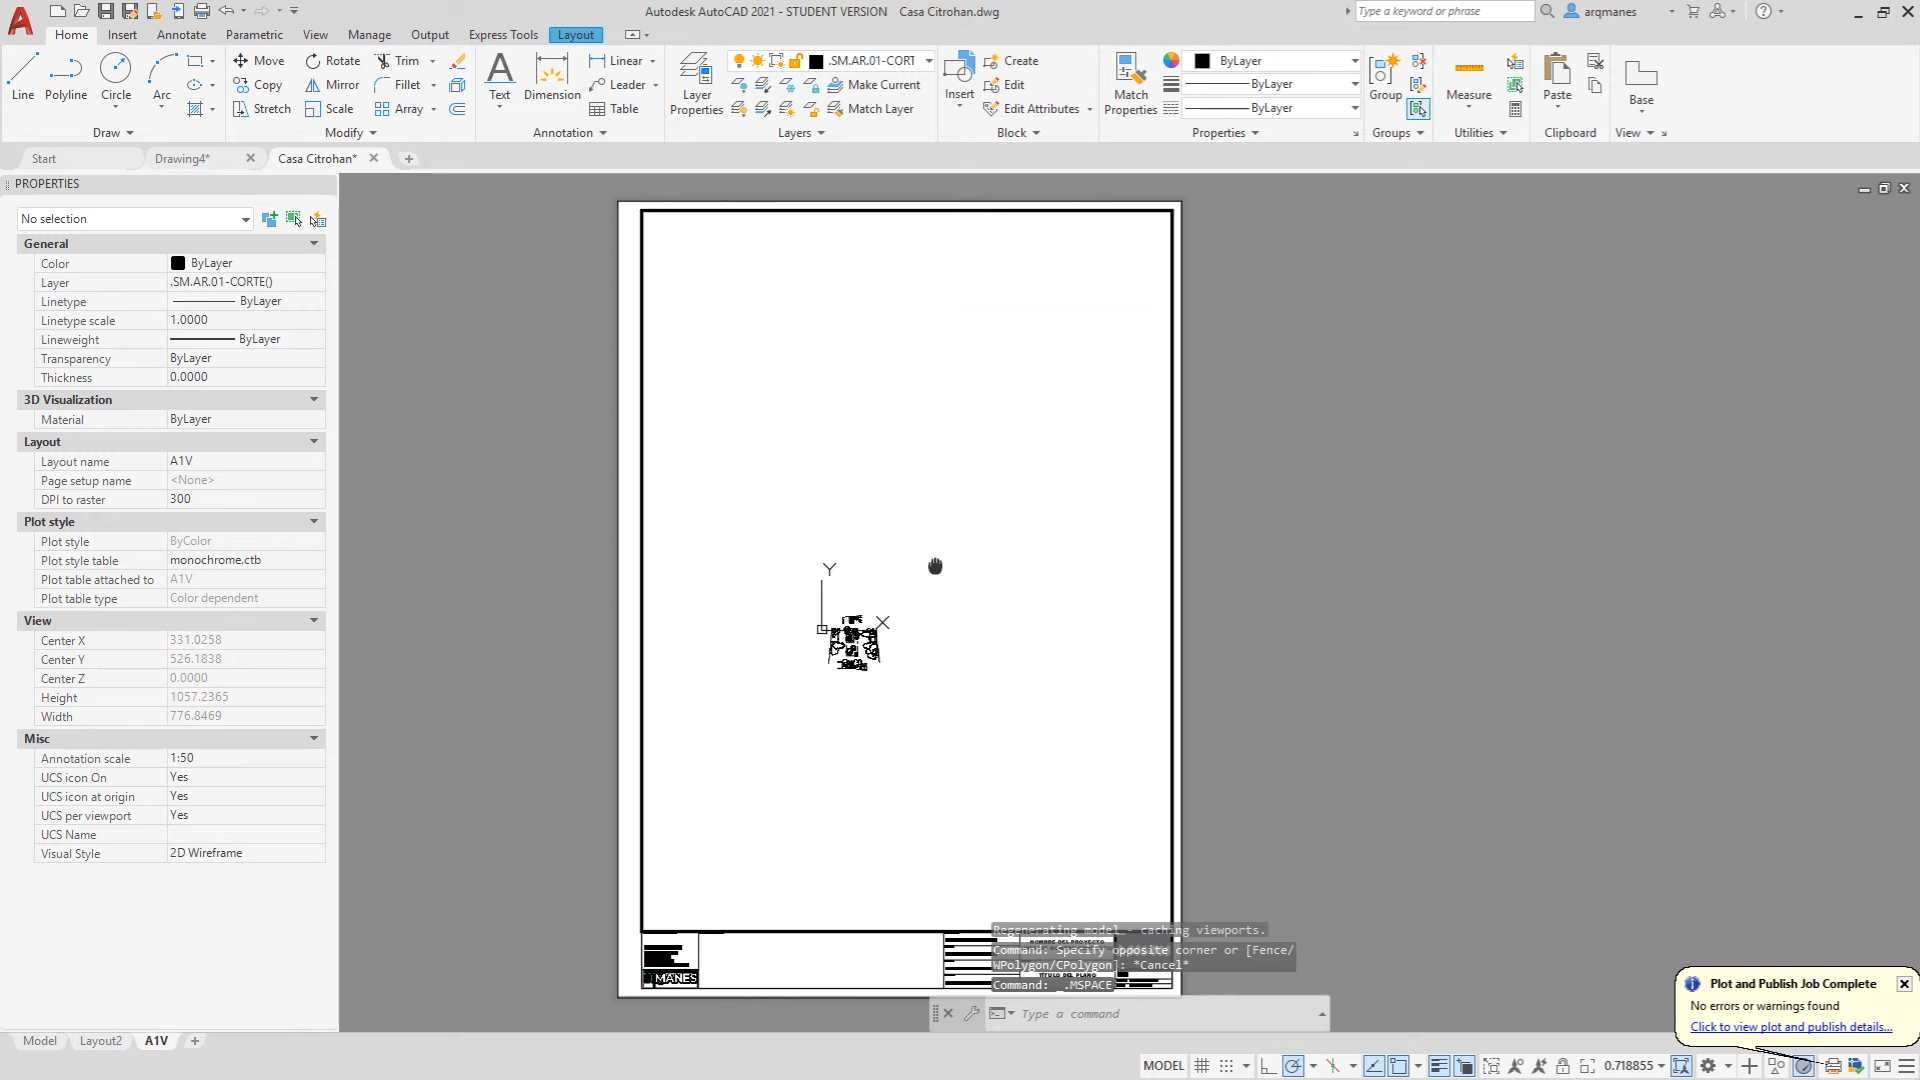 Autodesk AutoCAD 2021 - STUDENT VERSION Casa Citrohan.dwg
Type a keyword or phrase
arqmanes
Home Insert Annotate Parametric View Manage Output Express Tools Layout
Line Polyline Circle Arc
Move Rotate Trim
Copy Mirror Fillet
Stretch Scale Array
Text Dimension
Linear
Leader
Table
Layer
Properties
.SM.AR.01-CORT
Make Current
Match Layer
Insert
Create
Edit
Edit Attributes
Match
Properties
ByLayer
ByLayer
ByLayer
Group
Measure
Paste
Base
Draw Modify Annotation Layers Block Properties Groups Utilities Clipboard View
Start Drawing4* Casa Citrohan*
PROPERTIES
No selection
General
Color ByLayer
Layer .SM.AR.01-CORTE()
Linetype ByLayer
Linetype scale 1.0000
Lineweight ByLayer
Transparency ByLayer
Thickness 0.0000
3D Visualization
Material ByLayer
Layout
Layout name A1V
Page setup name <None>
DPI to raster 300
Plot style
Plot style ByColor
Plot style table monochrome.ctb
Plot table attached to A1V
Plot table type Color dependent
View
Center X 331.0258
Center Y 526.1838
Center Z 0.0000
Height 1057.2365
Width 776.8469
Misc
Annotation scale 1:50
UCS icon On Yes
UCS icon at origin Yes
UCS per viewport Yes
UCS Name
Visual Style 2D Wireframe
Y
X
MANES
NOMBRE DEL PROYECTO
TÍTULO DEL PLANO
Regenerating model - caching viewports.
Command: Specify opposite corner or [Fence/
WPolygon/CPolygon]: *Cancel*
Command: _.MSPACE
Type a command
Plot and Publish Job Complete
No errors or warnings found
Click to view plot and publish details...
Model Layout2 A1V
MODEL
0.718855